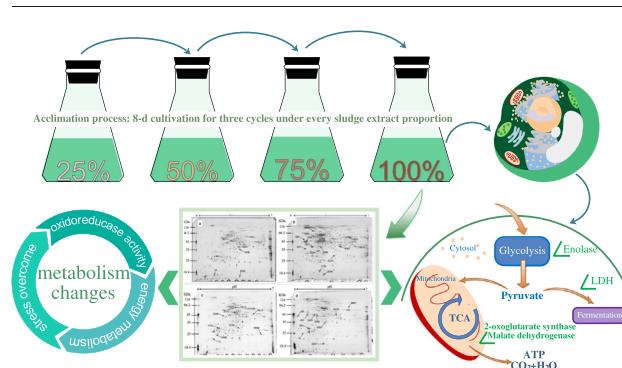 Acclimation process: 8-d cultivation for three cycles under every sludge extract proportion
25%
50%
75%
100%
oxidoreducase activity
energy metabolism
stress overcome
metabolism
changes
Cytosol
Glycolysis
Enolase
Mitochondria
LDH
Pyruvate
Fermentation
TCA
2-oxoglutarate synthase
Malate dehydrogenase
ATP
CO2+H2O